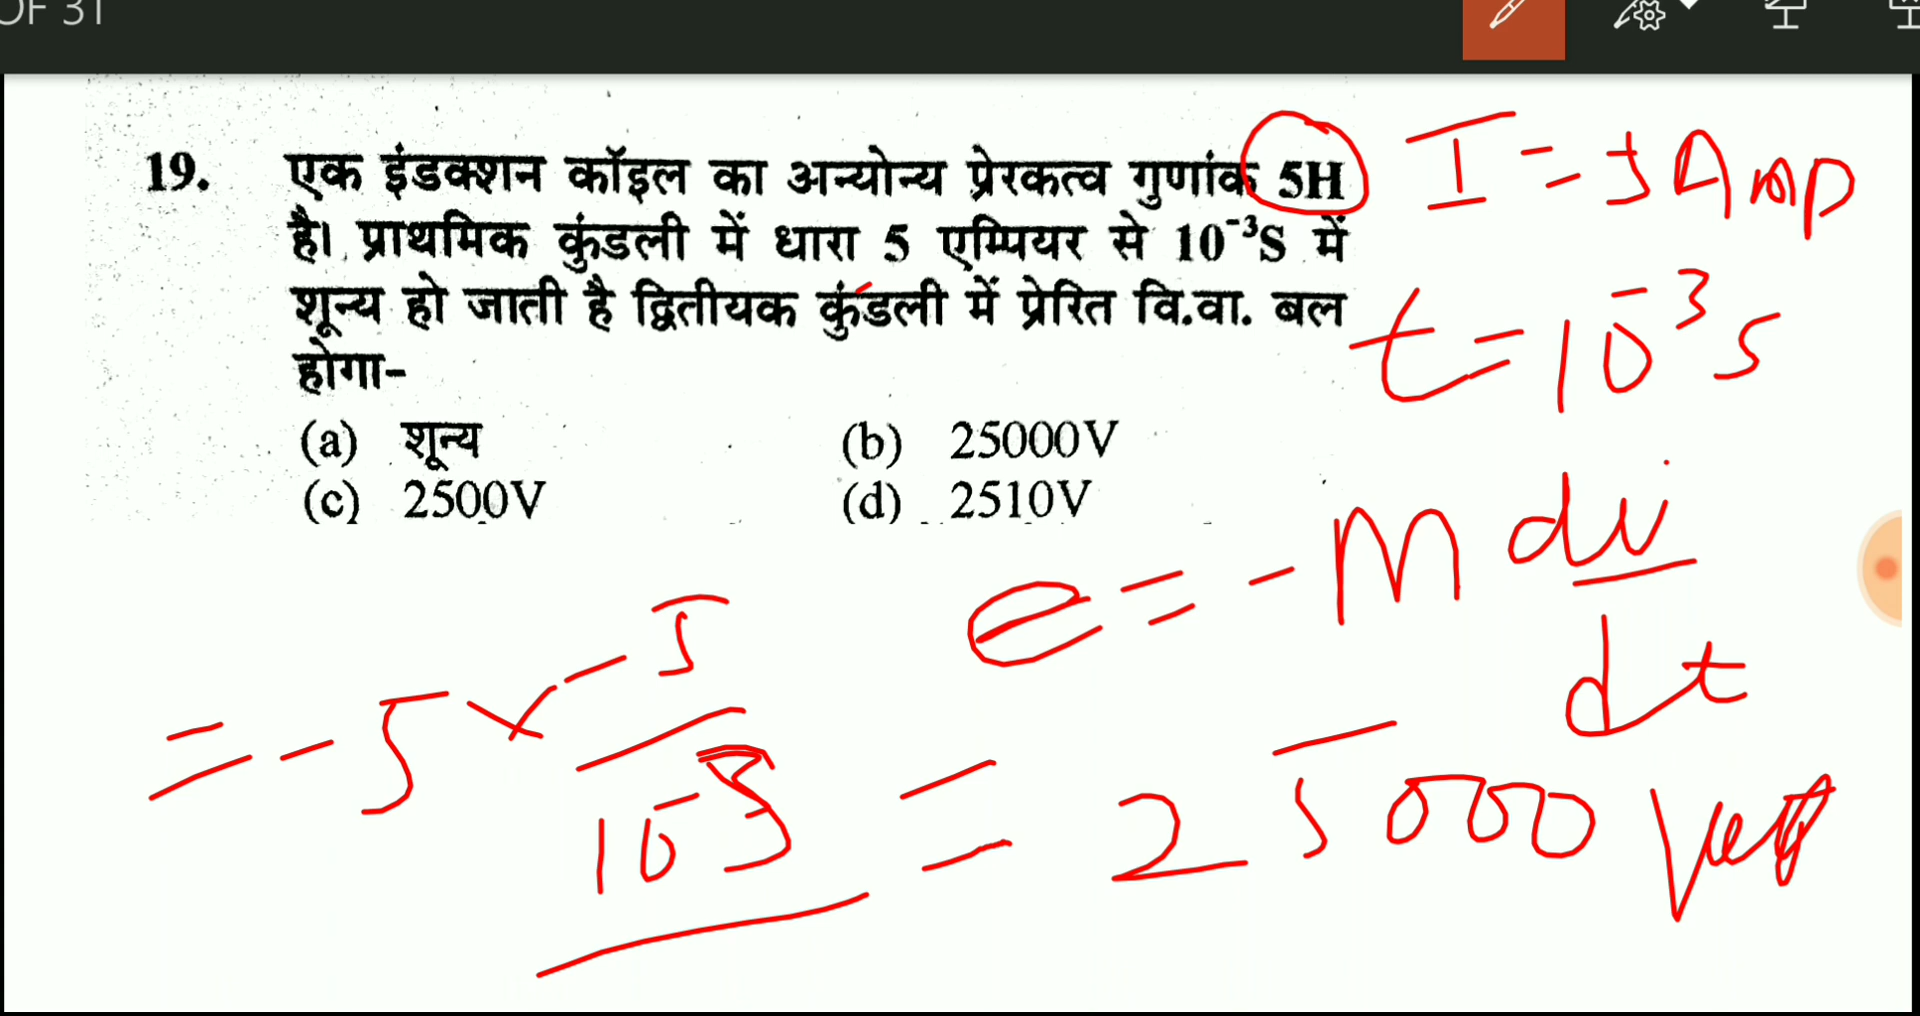 OF 31
19. एक इंडक्शन कॉइल का अन्योन्य प्रेरकत्व गुणांक 5H
है। प्राथमिक कुंडली में धारा 5 एम्पियर से 10⁻³S में
शून्य हो जाती है द्वितीयक कुंडली में प्रेरित वि.वा. बल
होगा-
(a) शून्य (b) 25000V
(c) 2500V (d) 2510V
I = 5 Amp
t = 10⁻³ s
e = - M di/dt
= - 5 × -5/10⁻³ = 25000